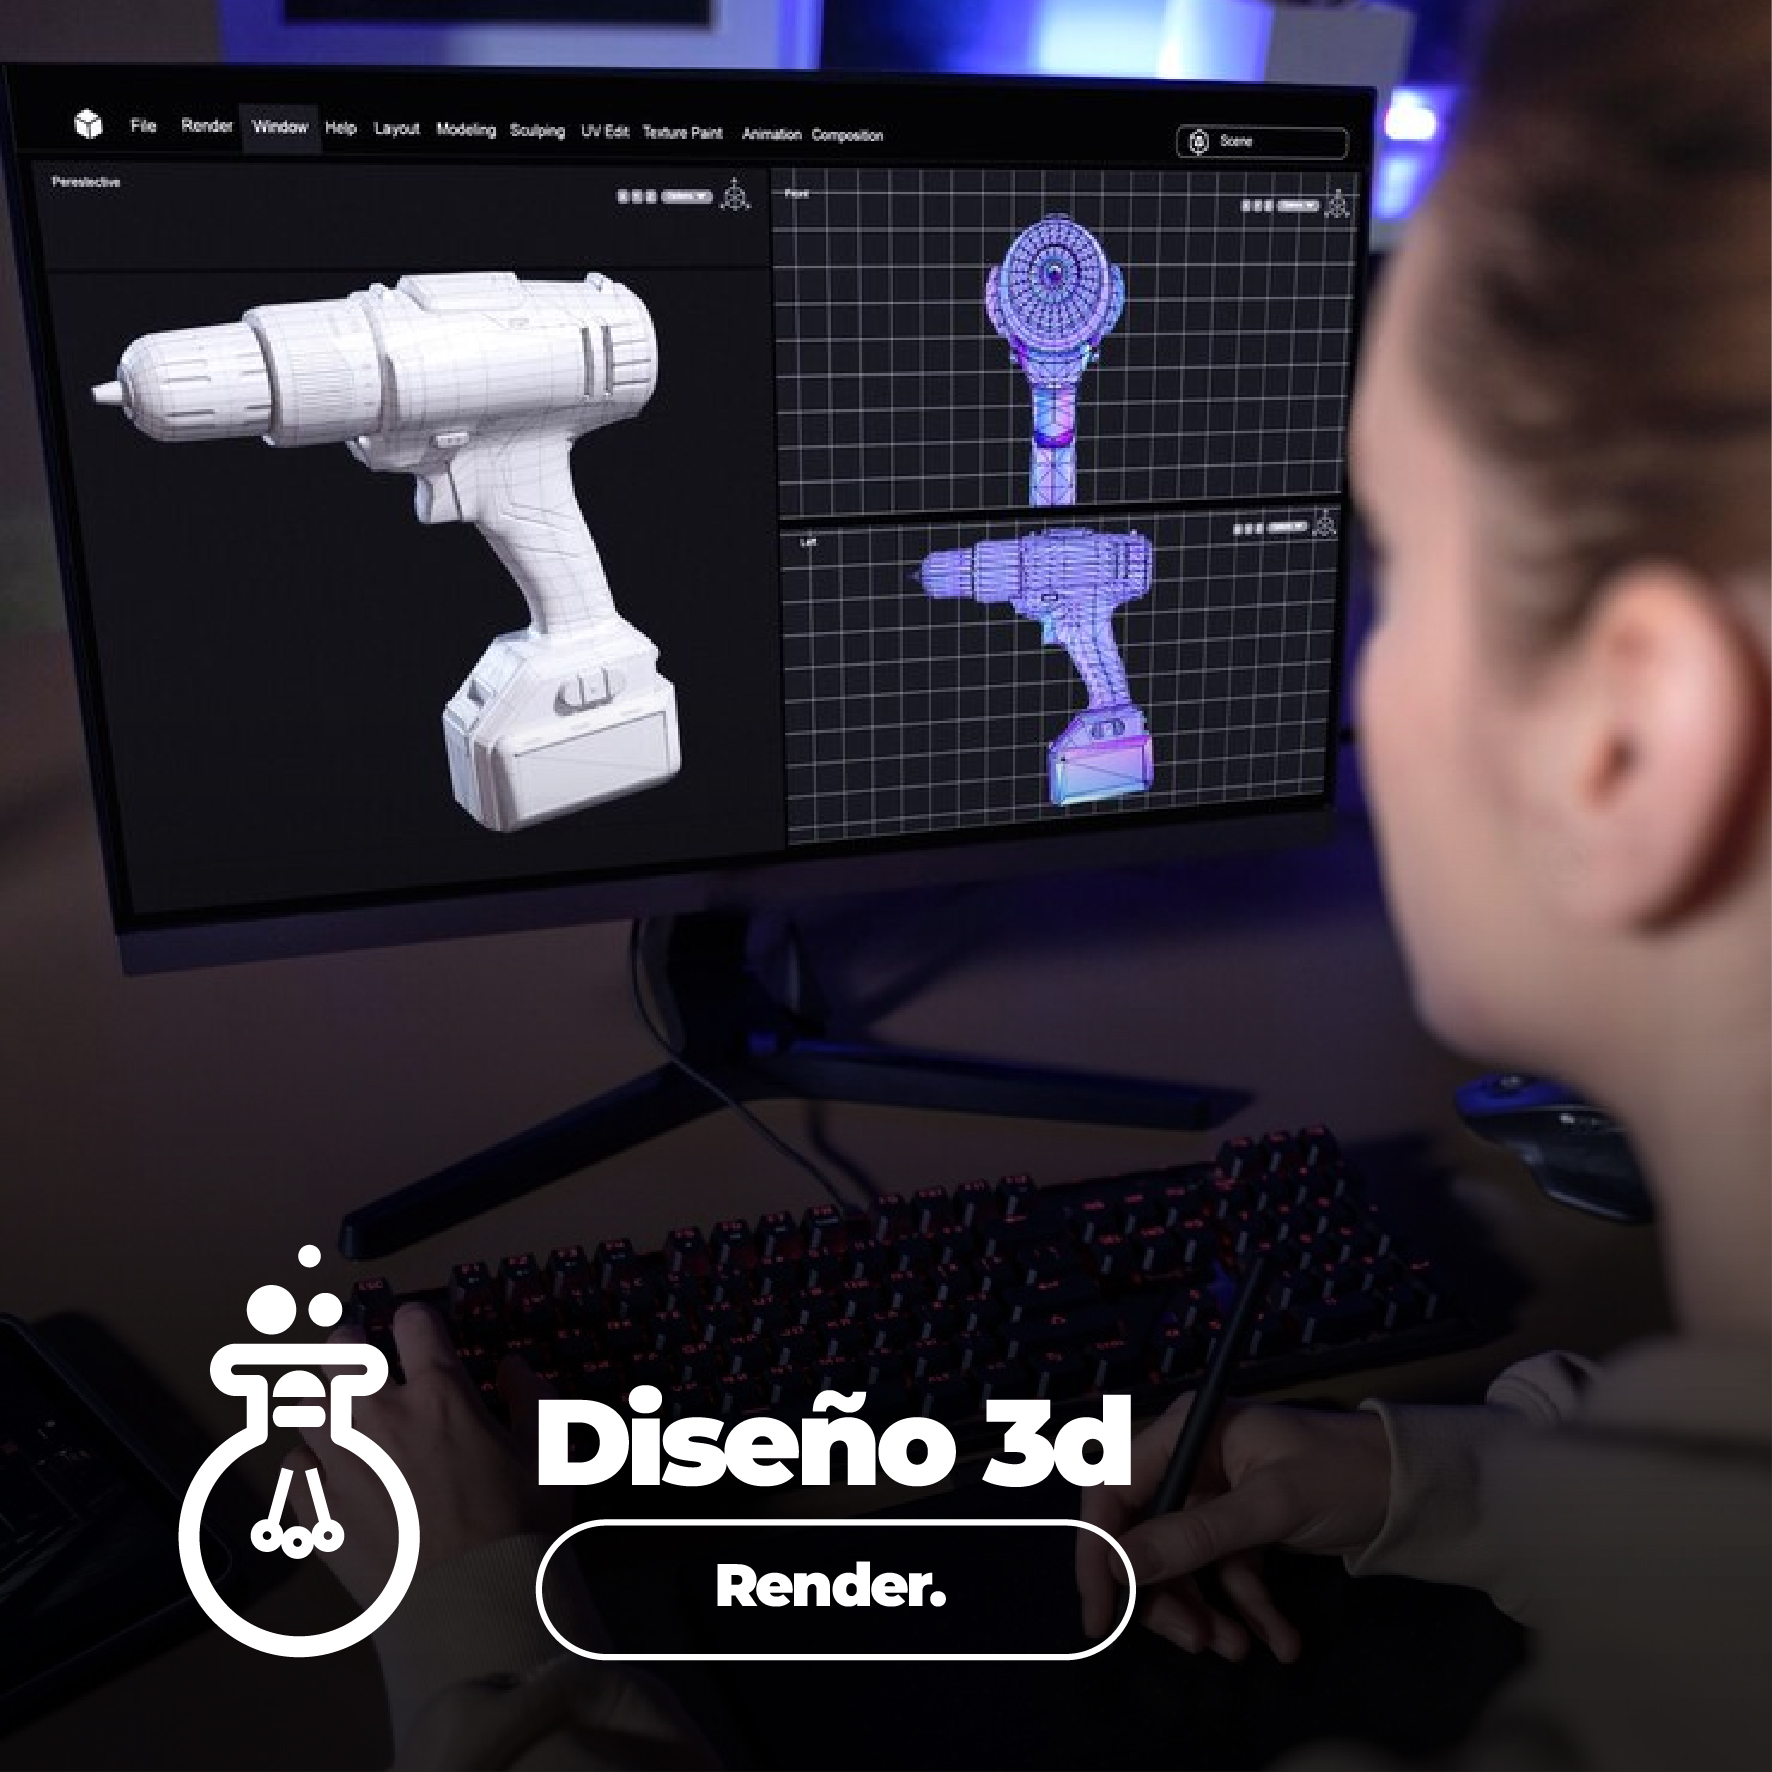 File Render Window Help Layout Modeling Sculping UV Edit Texture Paint Animation Composition
Scene
Perestective
Front
Left
Diseño 3d
Render.